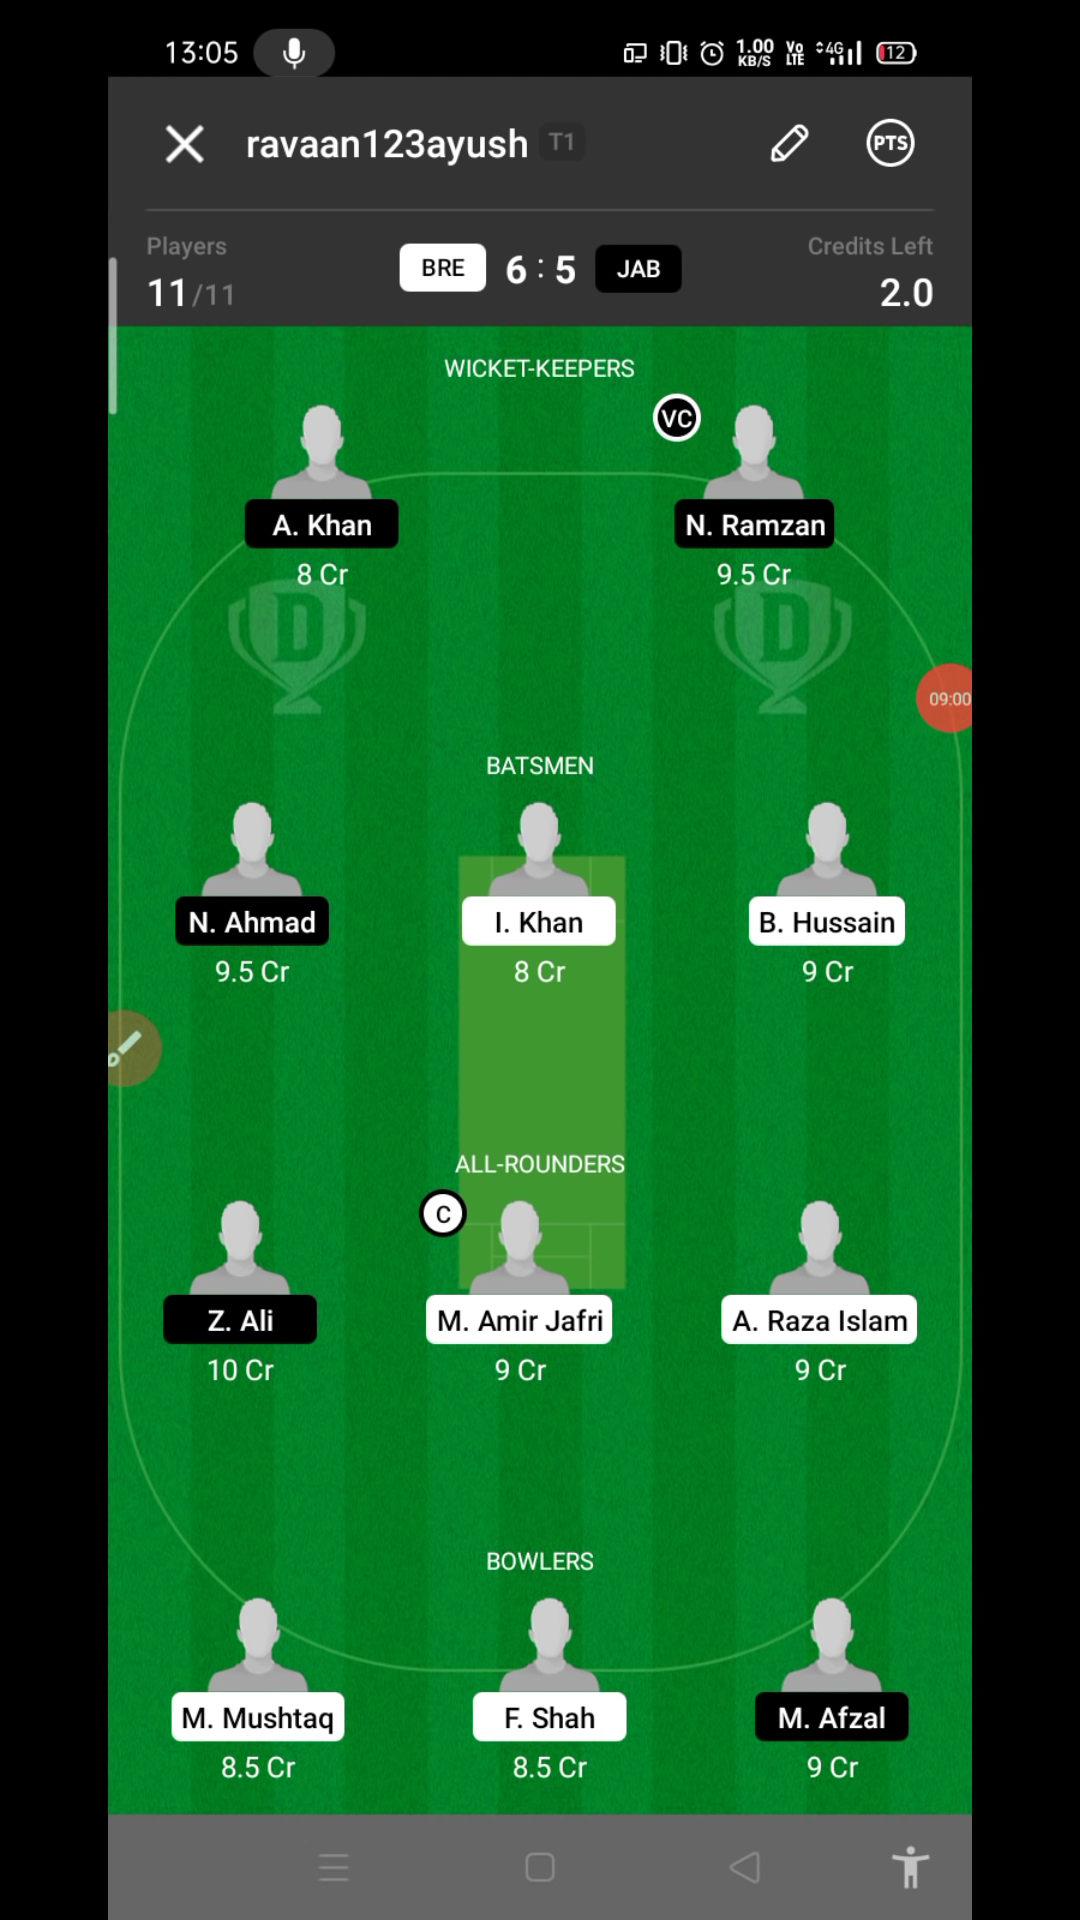 13:05 1.00 KB/S Vo LTE 4G 12
ravaan123ayush T1 PTS
Players BRE 6 : 5 JAB Credits Left
11/11 2.0
WICKET-KEEPERS
VC
A. Khan N. Ramzan
8 Cr 9.5 Cr
D D
09:00
BATSMEN
N. Ahmad I. Khan B. Hussain
9.5 Cr 8 Cr 9 Cr
ALL-ROUNDERS
C
Z. Ali M. Amir Jafri A. Raza Islam
10 Cr 9 Cr 9 Cr
BOWLERS
M. Mushtaq F. Shah M. Afzal
8.5 Cr 8.5 Cr 9 Cr